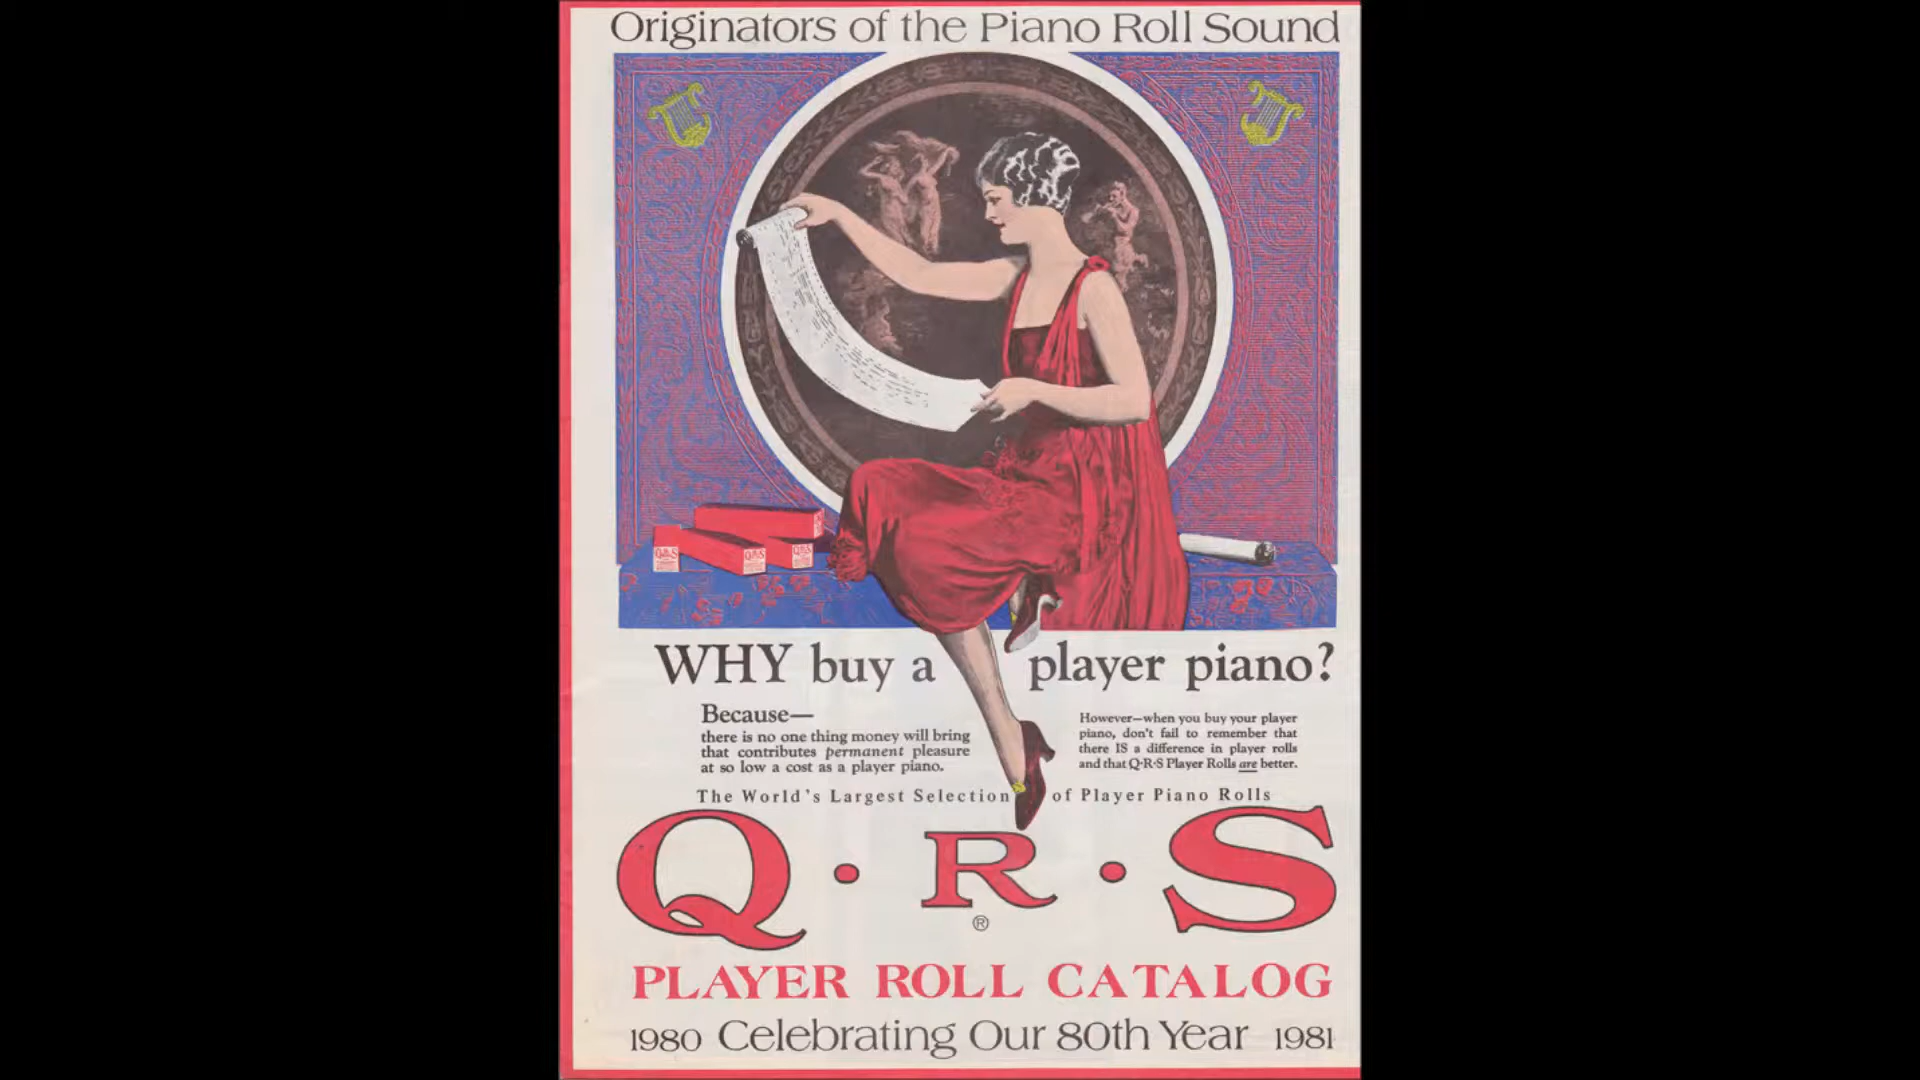 Originators of the Piano Roll Sound
WHY buy a player piano?
Because—
there is no one thing money will bring
that contributes permanent pleasure
at so low a cost as a player piano.
However—when you buy your player
piano, don't fail to remember that
there IS a difference in player rolls
and that Q·R·S Player Rolls are better.
The World's Largest Selection of Player Piano Rolls
Q·R·S
®
PLAYER ROLL CATALOG
1980 Celebrating Our 80th Year 1981
QRS
QRS
QRS